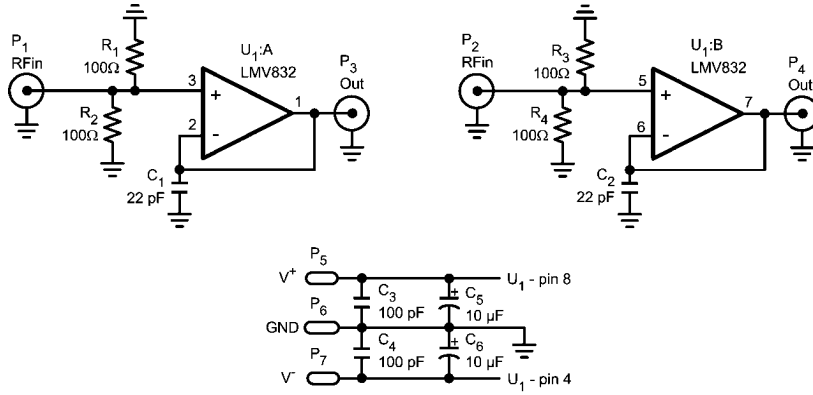 P1
RFin
R1
100Ω
R2
100Ω
U1:A
LMV832
3
+
2
-
1
P3
Out
C1
22 pF
P2
RFin
R3
100Ω
R4
100Ω
U1:B
LMV832
5
+
6
-
7
P4
Out
C2
22 pF
P5
V+
C3
100 pF
+
C5
10 µF
U1 - pin 8
P6
GND
P7
V-
C4
100 pF
+
C6
10 µF
U1 - pin 4